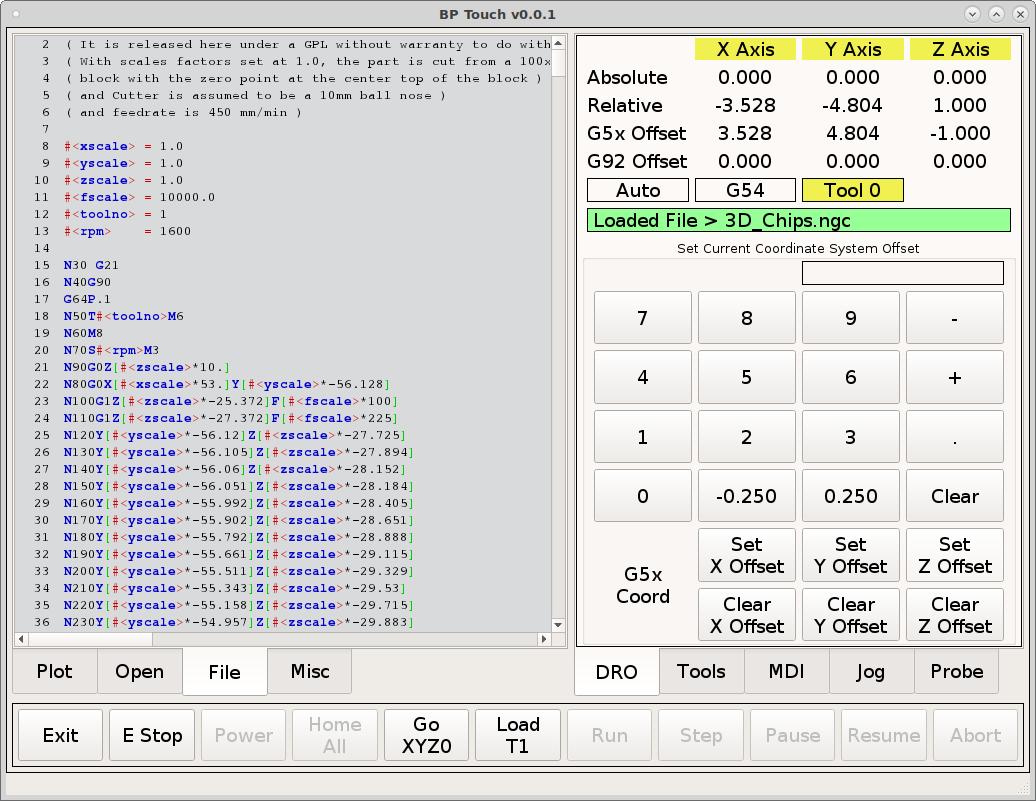 BP Touch v0.0.1
2 ( It is released here under a GPL without warranty to do with
3 ( With scales factors set at 1.0, the part is cut from a 100x
4 ( block with the zero point at the center top of the block )
5 ( and Cutter is assumed to be a 10mm ball nose )
6 ( and feedrate is 450 mm/min )
7
8 #<xscale> = 1.0
9 #<yscale> = 1.0
10 #<zscale> = 1.0
11 #<fscale> = 10000.0
12 #<toolno> = 1
13 #<rpm>    = 1600
14
15 N30 G21
16 N40G90
17 G64P.1
18 N50T#<toolno>M6
19 N60M8
20 N70S#<rpm>M3
21 N90G0Z[#<zscale>*10.]
22 N80G0X[#<xscale>*53.]Y[#<yscale>*-56.128]
23 N100G1Z[#<zscale>*-25.372]F[#<fscale>*100]
24 N110G1Z[#<zscale>*-27.372]F[#<fscale>*225]
25 N120Y[#<yscale>*-56.12]Z[#<zscale>*-27.725]
26 N130Y[#<yscale>*-56.105]Z[#<zscale>*-27.894]
27 N140Y[#<yscale>*-56.06]Z[#<zscale>*-28.152]
28 N150Y[#<yscale>*-56.051]Z[#<zscale>*-28.184]
29 N160Y[#<yscale>*-55.992]Z[#<zscale>*-28.405]
30 N170Y[#<yscale>*-55.902]Z[#<zscale>*-28.651]
31 N180Y[#<yscale>*-55.792]Z[#<zscale>*-28.888]
32 N190Y[#<yscale>*-55.661]Z[#<zscale>*-29.115]
33 N200Y[#<yscale>*-55.511]Z[#<zscale>*-29.329]
34 N210Y[#<yscale>*-55.343]Z[#<zscale>*-29.53]
35 N220Y[#<yscale>*-55.158]Z[#<zscale>*-29.715]
36 N230Y[#<yscale>*-54.957]Z[#<zscale>*-29.883]
Plot Open File Misc
X Axis Y Axis Z Axis
Absolute 0.000 0.000 0.000
Relative -3.528 -4.804 1.000
G5x Offset 3.528 4.804 -1.000
G92 Offset 0.000 0.000 0.000
Auto G54 Tool 0
Loaded File > 3D_Chips.ngc
Set Current Coordinate System Offset
7 8 9 -
4 5 6 +
1 2 3 .
0 -0.250 0.250 Clear
G5x
Coord
Set
X Offset
Set
Y Offset
Set
Z Offset
Clear
X Offset
Clear
Y Offset
Clear
Z Offset
DRO Tools MDI Jog Probe
Exit
E Stop
Power
Home
All
Go
XYZ0
Load
T1
Run
Step
Pause
Resume
Abort